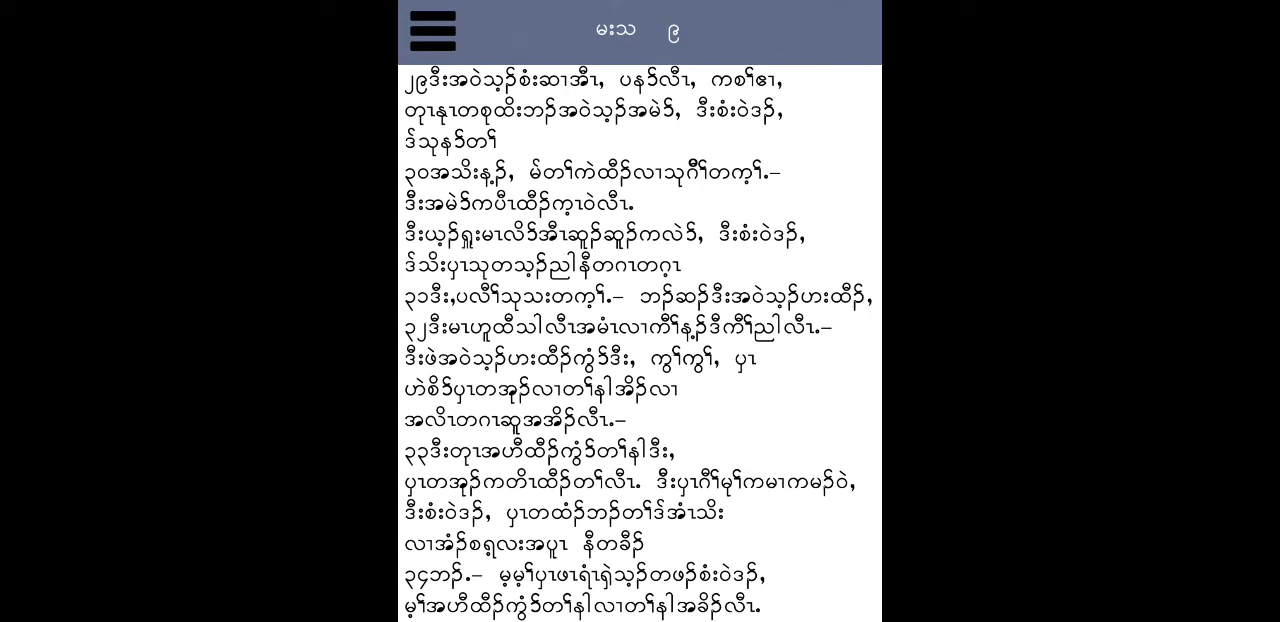 မးသ ၉
၂၉ဒီးအဝဲသ့ၣ်စံးဆၢအီၤ, ပနၥ်လီၤ, ကစၢ်ဧၢ,
တုၤနုၤတစုထိးဘၣ်အဝဲသ့ၣ်အမဲၥ်, ဒီးစံးဝဲဒၣ်,
ဒ်သုနၥ်တၢ်
၃၀အသိးန့ၣ်, မ်တၢ်ကဲထီၣ်လၢသုဂီၢ်တက့ၢ်.–
ဒီးအမဲၥ်ကပီၤထီၣ်က့ၤဝဲလီၤ.
ဒီးယ့ၣ်ရှူးမၤလိၥ်အီၤဆူၣ်ဆူၣ်ကလဲၥ်, ဒီးစံးဝဲဒၣ်,
ဒ်သိးပှၤသုတသ့ၣ်ညါနီတဂၤတဂ့ၤ
၃၁ဒီး,ပလီၢ်သုသးတက့ၢ်.– ဘၣ်ဆၣ်ဒီးအဝဲသ့ၣ်ဟးထီၣ်,
၃၂ဒီးမၤဟူထီသါလီၤအမံၤလၢကီၢ်န့ၣ်ဒီကီၢ်ညါလီၤ.–
ဒီးဖဲအဝဲသ့ၣ်ဟးထီၣ်ကွံၥ်ဒီး, ကွၢ်ကွၢ်, ပှၤ
ဟဲစိၥ်ပှၤတအုၣ်လၢတၢ်နါအိၣ်လၢ
အလိၤတဂၤဆူအအိၣ်လီၤ.–
၃၃ဒီးတုၤအဟီထီၣ်ကွံၥ်တၢ်နါဒီး,
ပှၤတအုၣ်ကတိၤထီၣ်တၢ်လီၤ. ဒီးပှၤဂီၢ်မုၢ်ကမၢကမၣ်ဝဲ,
ဒီးစံးဝဲဒၣ်, ပှၤတထံၣ်ဘၣ်တၢ်ဒ်အံၤသိး
လၢအံၣ်စရ့လးအပူၤ နီတခီၣ်
၃၄ဘၣ်.– မ့မ့ၢ်ပှၤဖၤရံၤရှဲသ့ၣ်တဖၣ်စံးဝဲဒၣ်,
မ့ၢ်အဟီထီၣ်ကွံၥ်တၢ်နါလၢတၢ်နါအခိၣ်လီၤ.